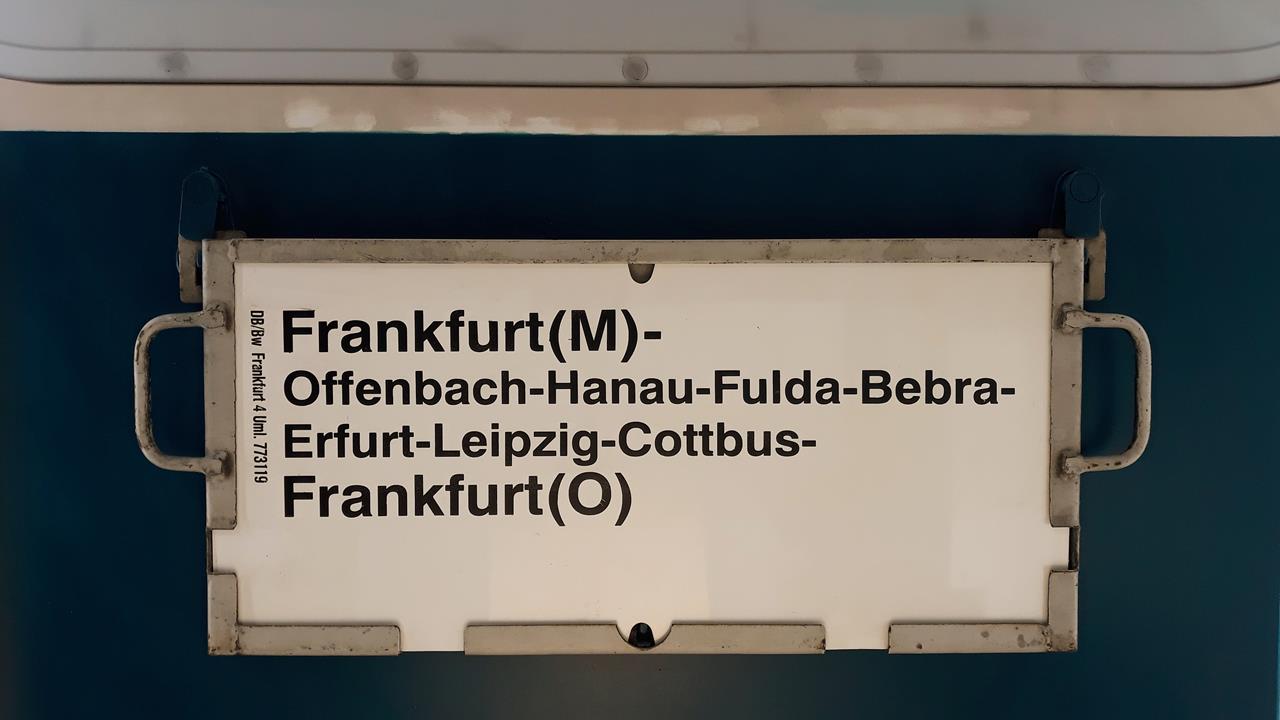 Frankfurt(M)-
Offenbach-Hanau-Fulda-Bebra-
Erfurt-Leipzig-Cottbus-
Frankfurt(O)
DB/Bw Frankfurt 4 Uml. 773119